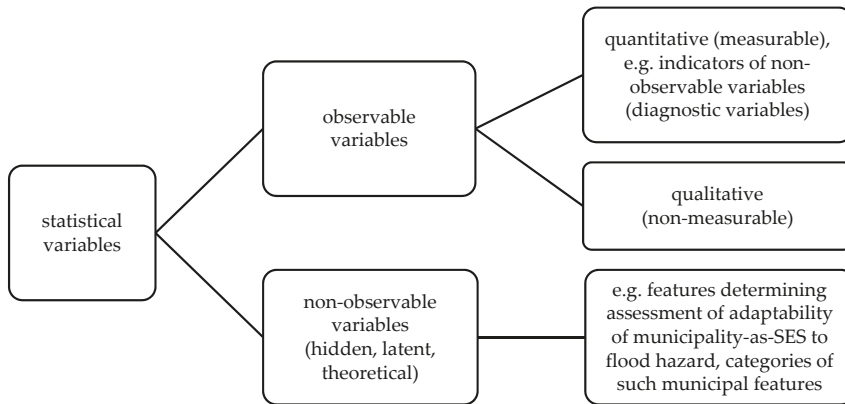 statistical
variables
observable
variables
quantitative (measurable),
e.g. indicators of non-
observable variables
(diagnostic variables)
qualitative
(non-measurable)
non-observable
variables
(hidden, latent,
theoretical)
e.g. features determining
assessment of adaptability
of municipality-as-SES to
flood hazard, categories of
such municipal features